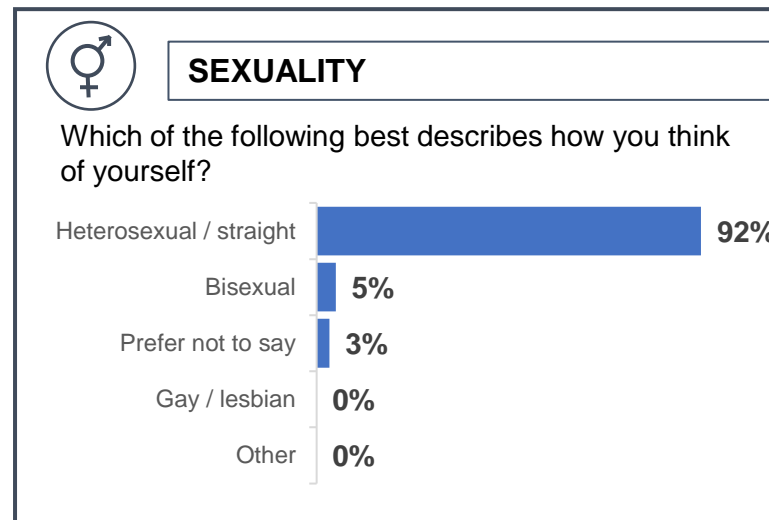 SEXUALITY
Which of the following best describes how you think
of yourself?
Heterosexual / straight 92%
Bisexual 5%
Prefer not to say 3%
Gay / lesbian 0%
Other 0%